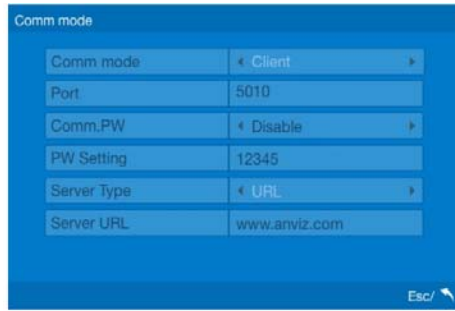 Comm mode
Comm mode Client
Port 5010
Comm.PW Disable
PW Setting 12345
Server Type URL
Server URL www.anviz.com
Esc/